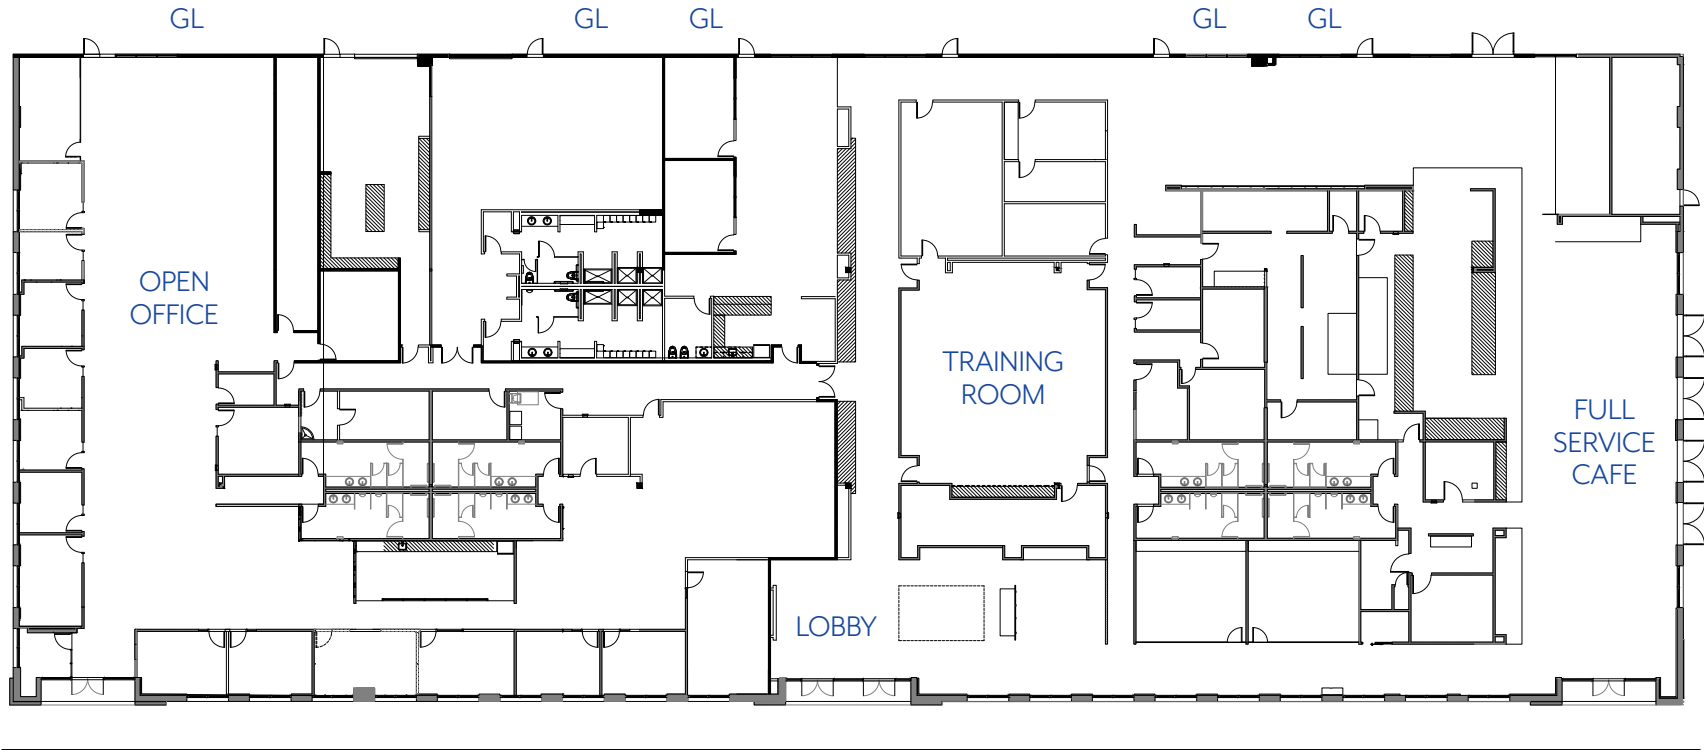 GL
GL
GL
GL
GL
OPEN
OFFICE
TRAINING
ROOM
FULL
SERVICE
CAFE
LOBBY